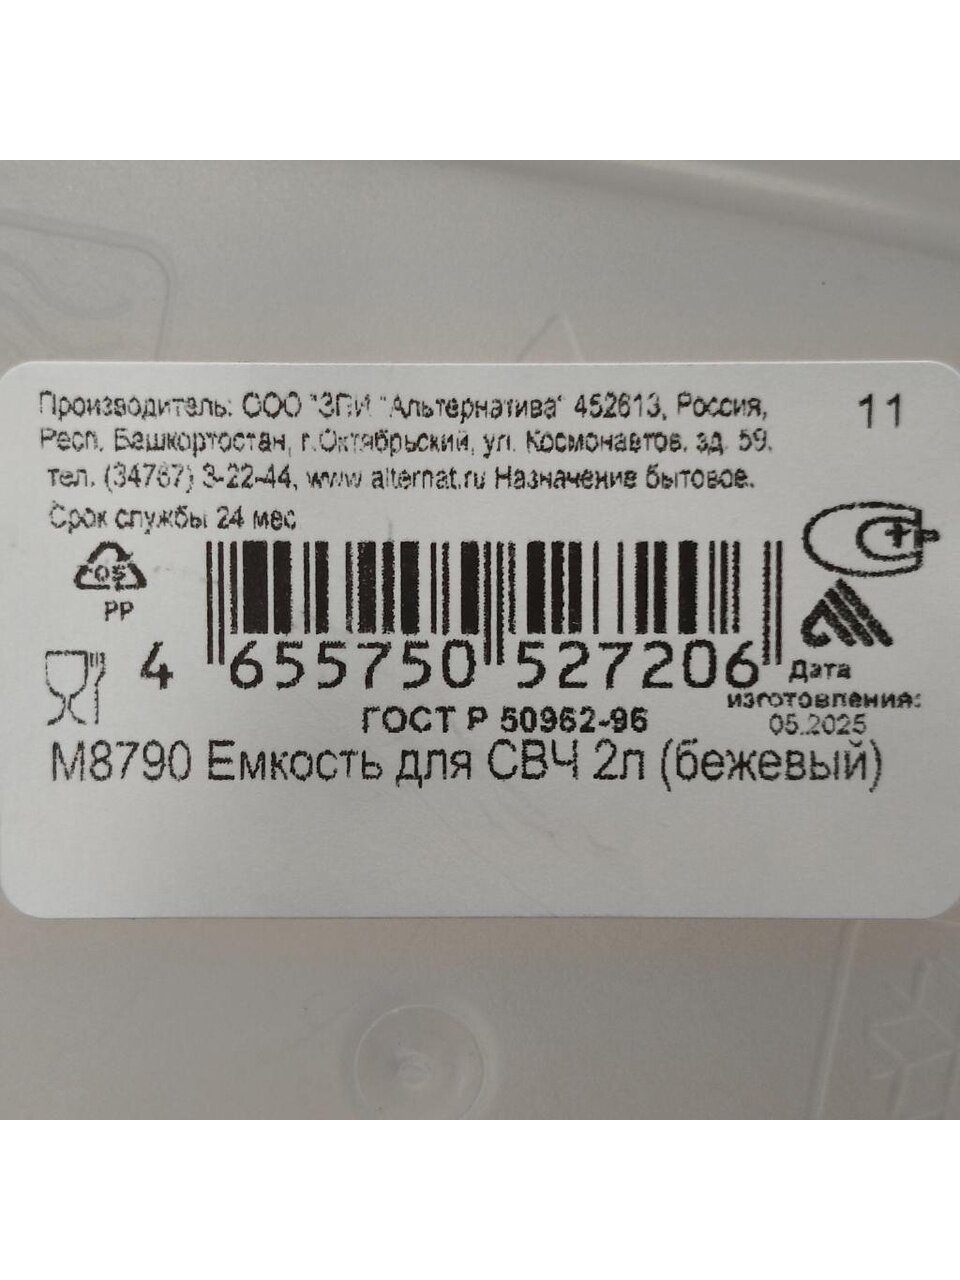 Производитель: ООО "ЗПИ "Альтернатива" 452613, Россия,
11
Респ. Башкортостан, г.Октябрьский, ул. Космонавтов, зд. 59.
тел. (34767) 3-22-44, www.alternat.ru Назначение бытовое.
Срок службы 24 мес
05
PP
4 655750 527206
Дата
изготовления:
05.2025
ГОСТ Р 50962-96
М8790 Емкость для СВЧ 2л (бежевый)